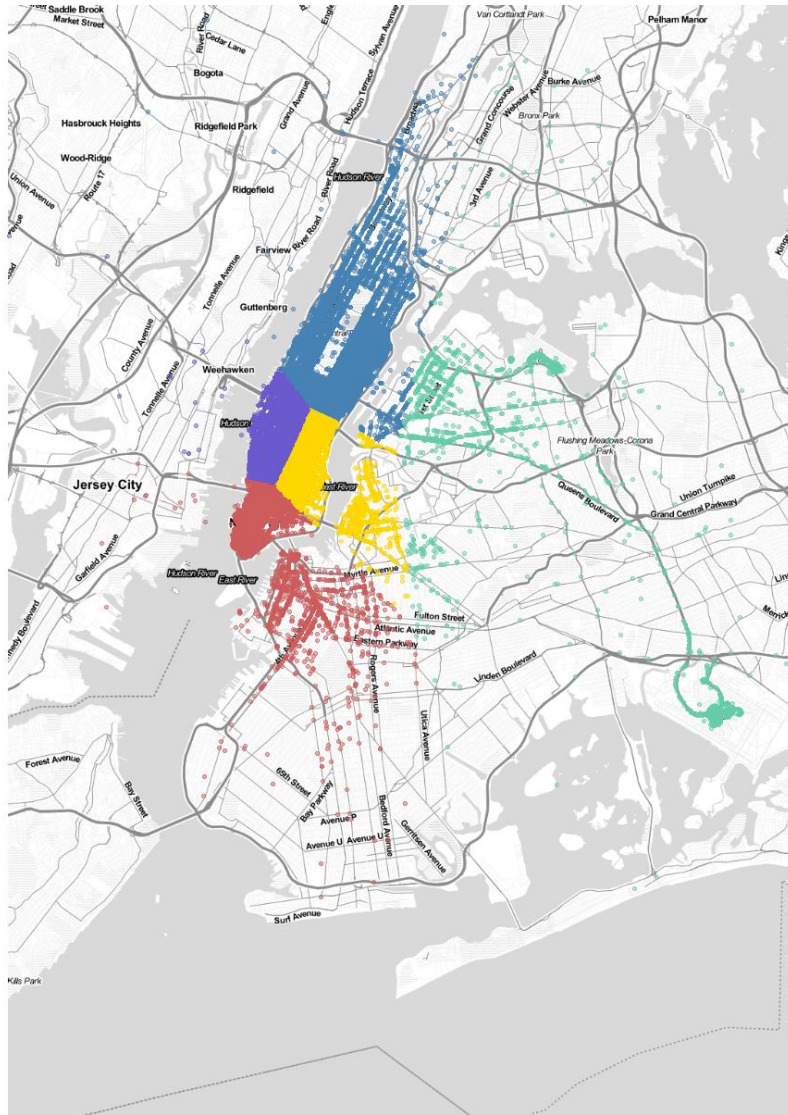 Saddle Brook
Market Street
River Road
Cedar Lane
Sylvan Avenue
Van Cortlandt Park
Pelham Manor
Bogota
Grand Avenue
Hudson Terrace
Grand Concourse
Webster Avenue
Burke Avenue
Bronx Park
Hasbrouck Heights
Ridgefield Park
Wood-Ridge
Route 17
Union Avenue
River Road
Hudson River
3rd Avenue
Ridgefield
Fairview
River Road
Tonnelle Avenue
Guttenberg
County Avenue
Weehawken
Tonnelle Avenue
Hudson
Flushing Meadows-Corona
Park
Jersey City
East River
Queens Boulevard
Union Turnpike
Grand Central Parkway
Garfield Avenue
Hudson River
East River
Myrtle Avenue
Fulton Street
Atlantic Avenue
Eastern Parkway
4th Avenue
Rogers Avenue
Linden Boulevard
Utica Avenue
Forest Avenue
Bay Street
65th Street
Bay Parkway
Avenue P
Bedford Avenue
Avenue U
Avenue U
Gerritsen Avenue
Surf Avenue
Kills Park